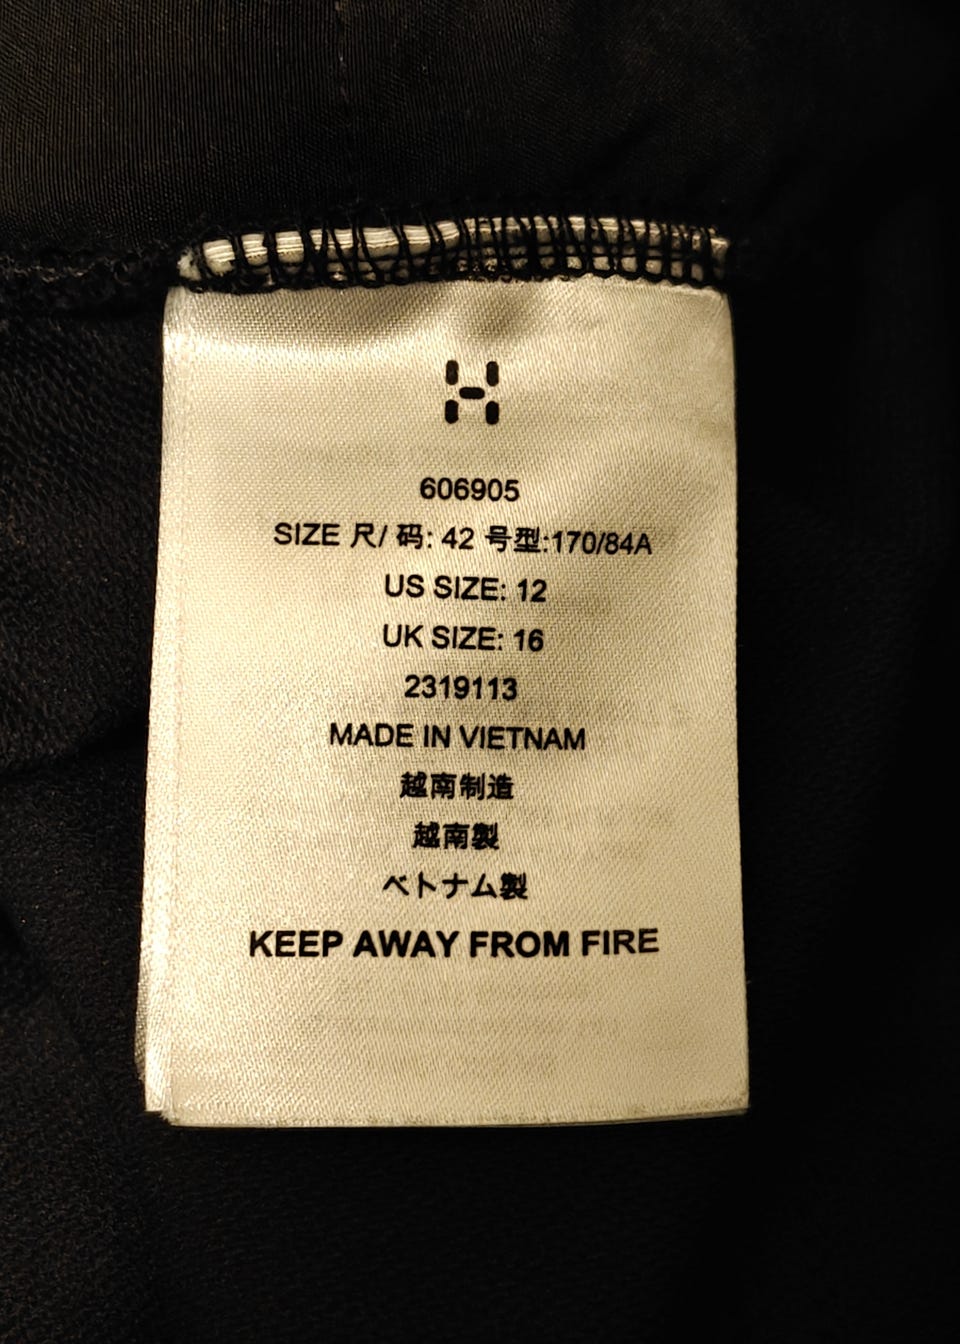 606905
SIZE 尺/ 码: 42 号型:170/84A
US SIZE: 12
UK SIZE: 16
2319113
MADE IN VIETNAM
越南制造
越南製
ベトナム製
KEEP AWAY FROM FIRE